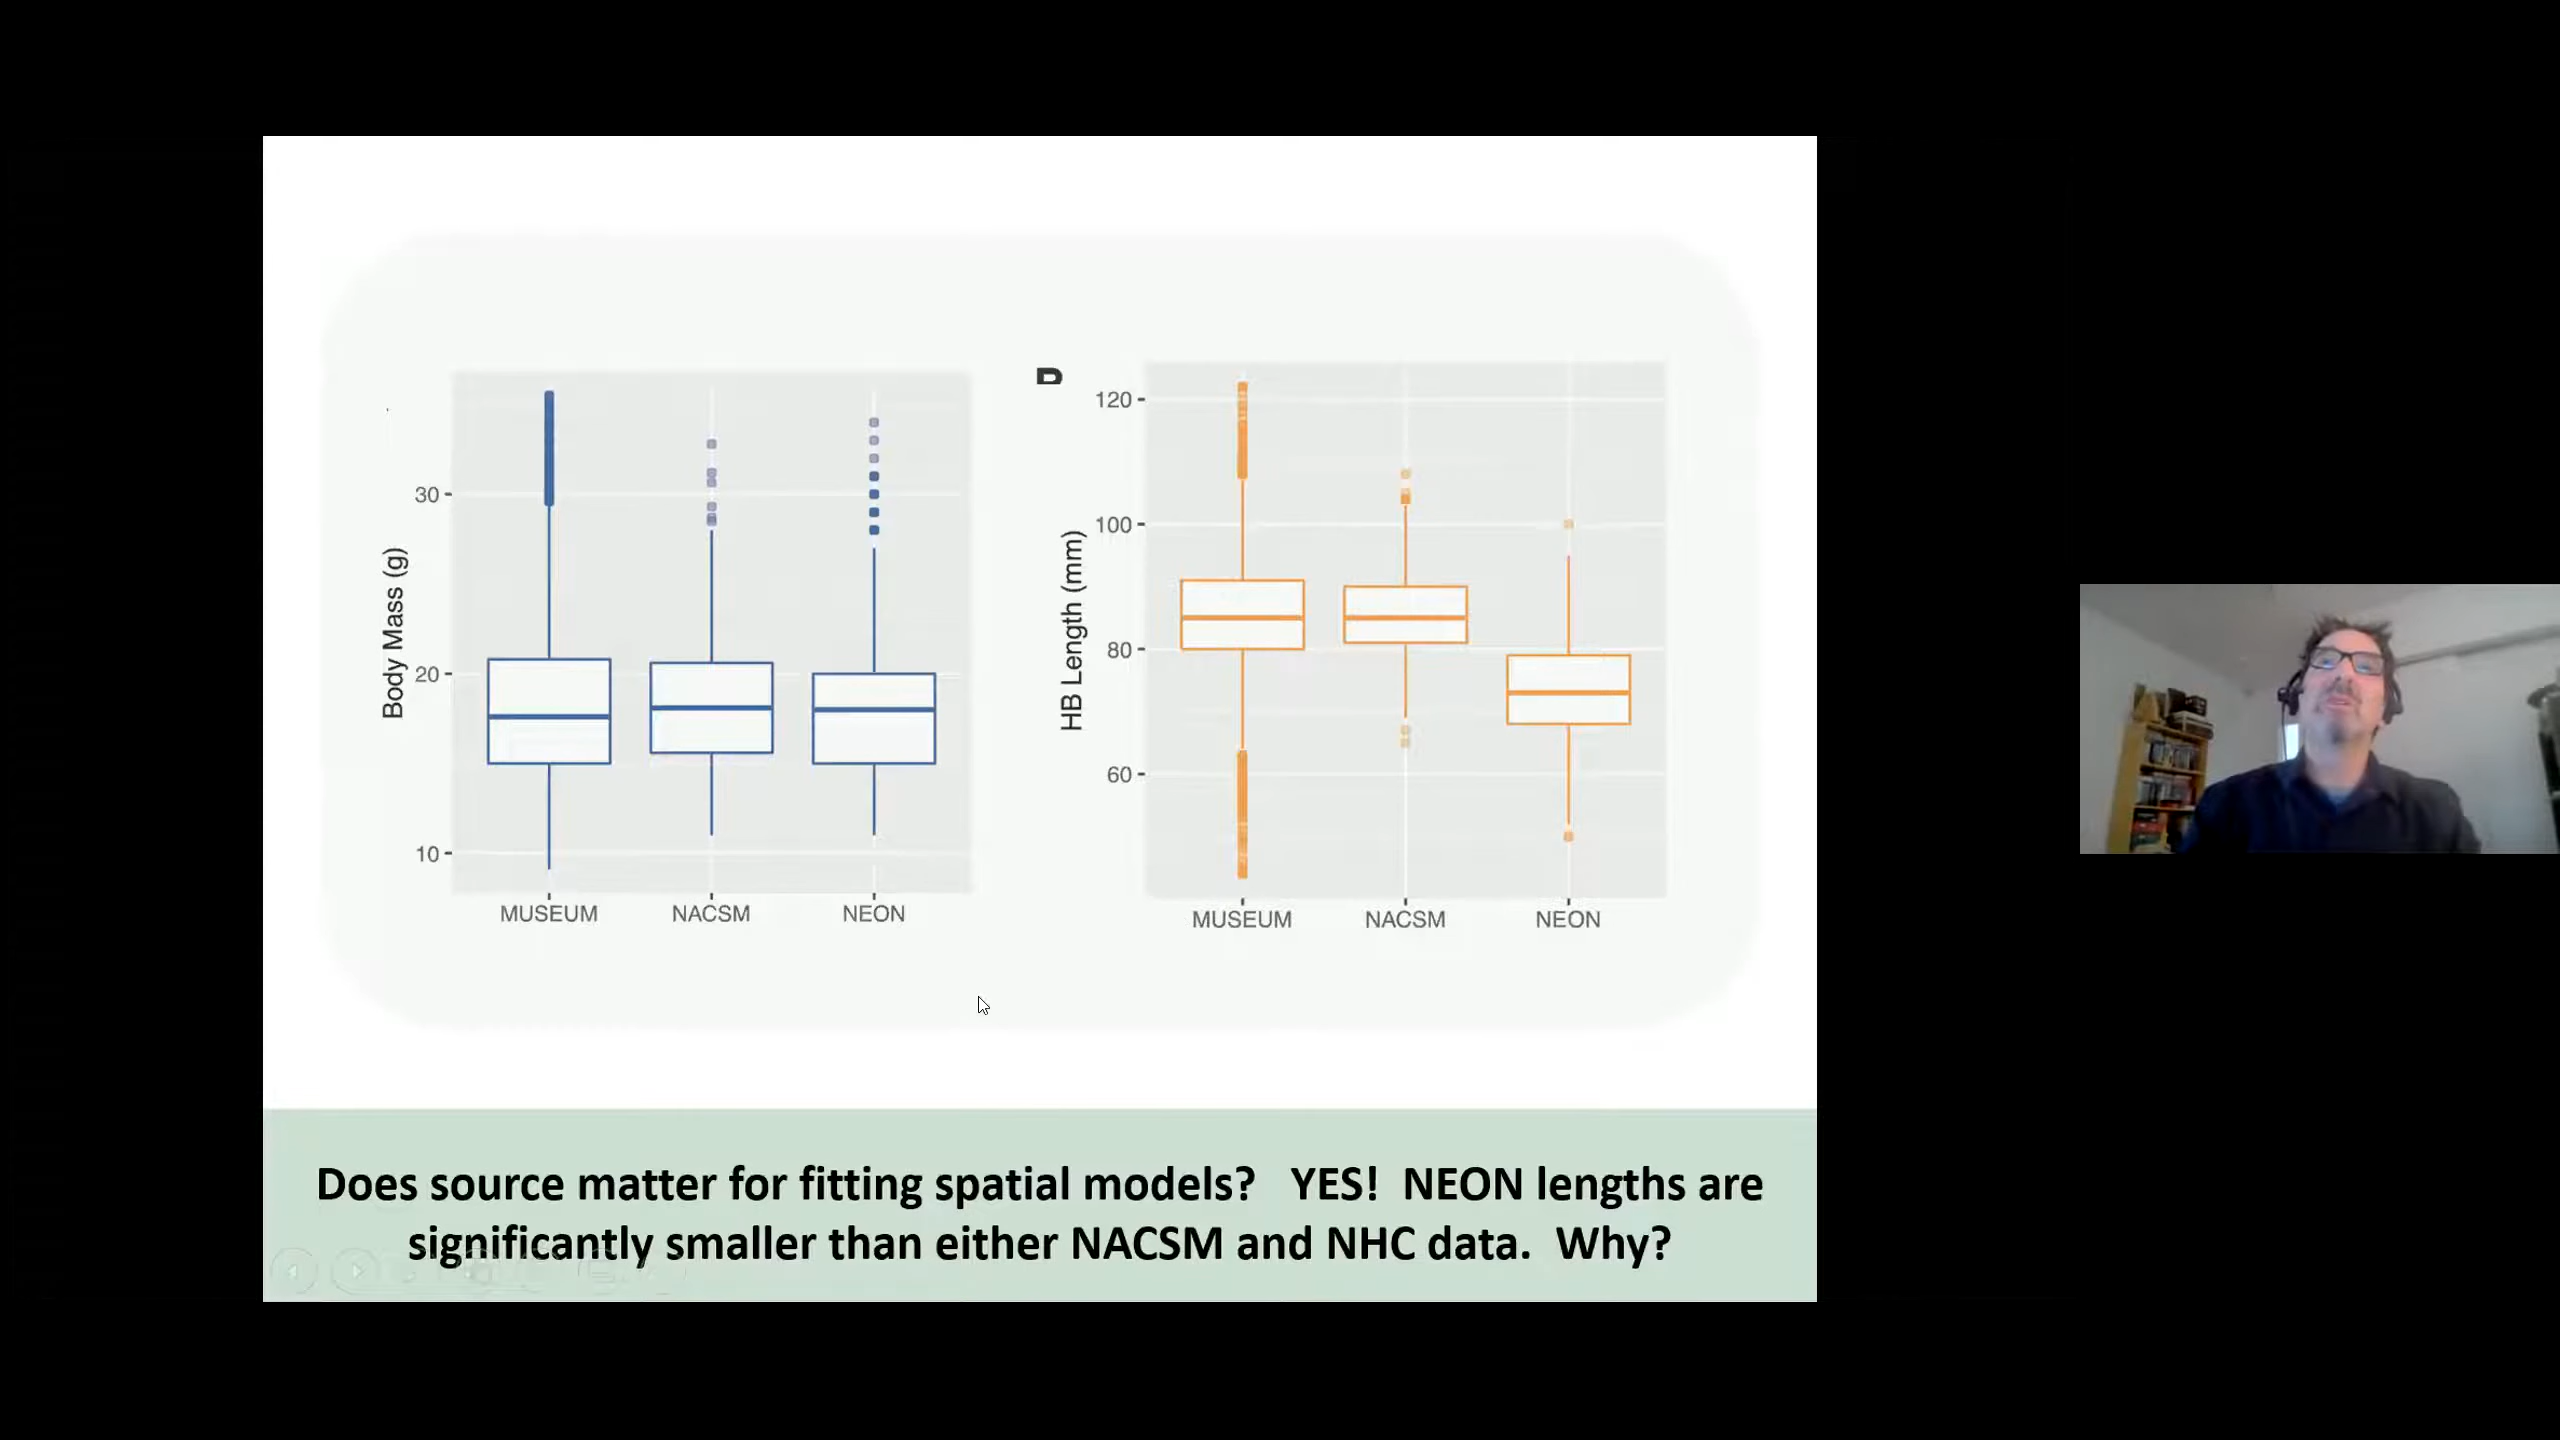 Body Mass (g)
30
20
10
MUSEUM NACSM NEON
HB Length (mm)
120
100
80
60
MUSEUM NACSM NEON
Does source matter for fitting spatial models? YES! NEON lengths are
significantly smaller than either NACSM and NHC data. Why?